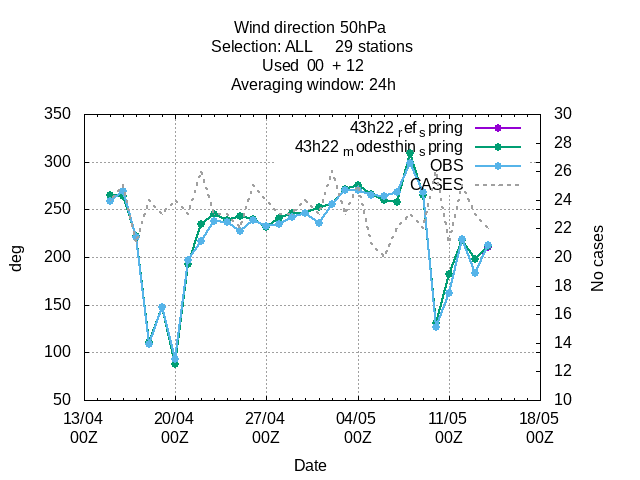 Wind direction 50hPa
Selection: ALL 29 stations
Used 00 + 12
Averaging window: 24h
350 30
43h22 ref spring
28
43h22 modesthin spring
300 OBS 26
CASES
250 24
22
deg 200 20 No cases
18
150 16
14
100 12
50 10
13/04 20/04 27/04 04/05 11/05 18/05
00Z 00Z 00Z 00Z 00Z 00Z
Date